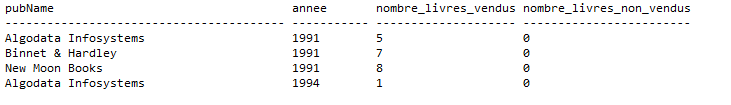 pubName annee nombre_livres_vendus nombre_livres_non_vendus
---------------------------------------- ----------- -------------------- ------------------------
Algodata Infosystems 1991 5 0
Binnet & Hardley 1991 7 0
New Moon Books 1991 8 0
Algodata Infosystems 1994 1 0